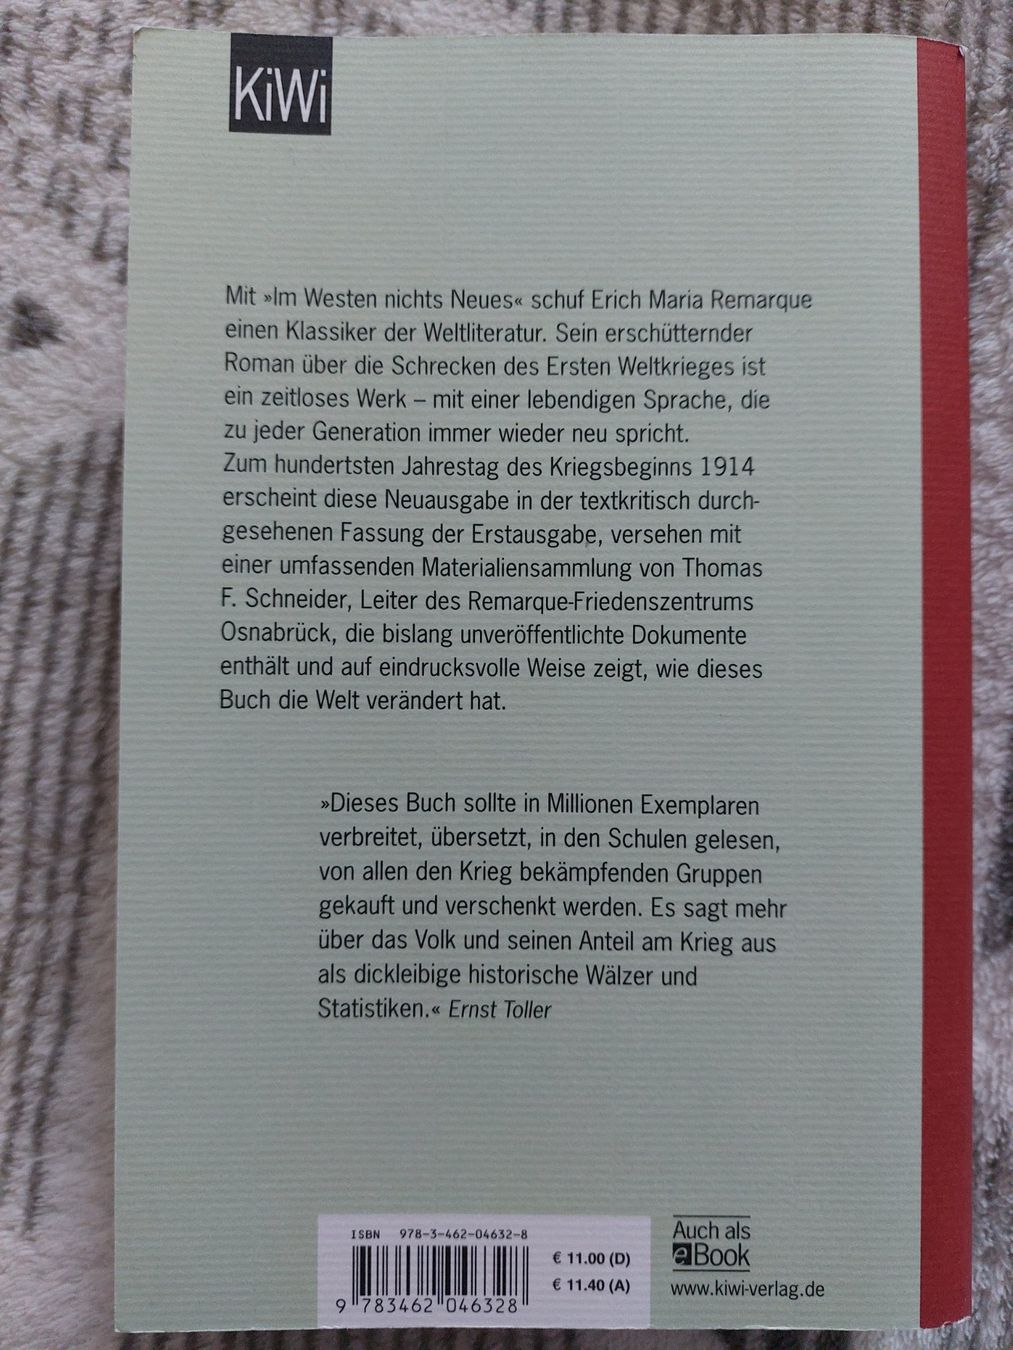 KiWi
Mit »Im Westen nichts Neues« schuf Erich Maria Remarque
einen Klassiker der Weltliteratur. Sein erschütternder
Roman über die Schrecken des Ersten Weltkrieges ist
ein zeitloses Werk – mit einer lebendigen Sprache, die
zu jeder Generation immer wieder neu spricht.
Zum hundertsten Jahrestag des Kriegsbeginns 1914
erscheint diese Neuausgabe in der textkritisch durch-
gesehenen Fassung der Erstausgabe, versehen mit
einer umfassenden Materialiensammlung von Thomas
F. Schneider, Leiter des Remarque-Friedenszentrums
Osnabrück, die bislang unveröffentlichte Dokumente
enthält und auf eindrucksvolle Weise zeigt, wie dieses
Buch die Welt verändert hat.
»Dieses Buch sollte in Millionen Exemplaren
verbreitet, übersetzt, in den Schulen gelesen,
von allen den Krieg bekämpfenden Gruppen
gekauft und verschenkt werden. Es sagt mehr
über das Volk und seinen Anteil am Krieg aus
als dickleibige historische Wälzer und
Statistiken.« Ernst Toller
ISBN 978-3-462-04632-8
€ 11.00 (D)
€ 11.40 (A)
9 783462 046328
Auch als
eBook
www.kiwi-verlag.de